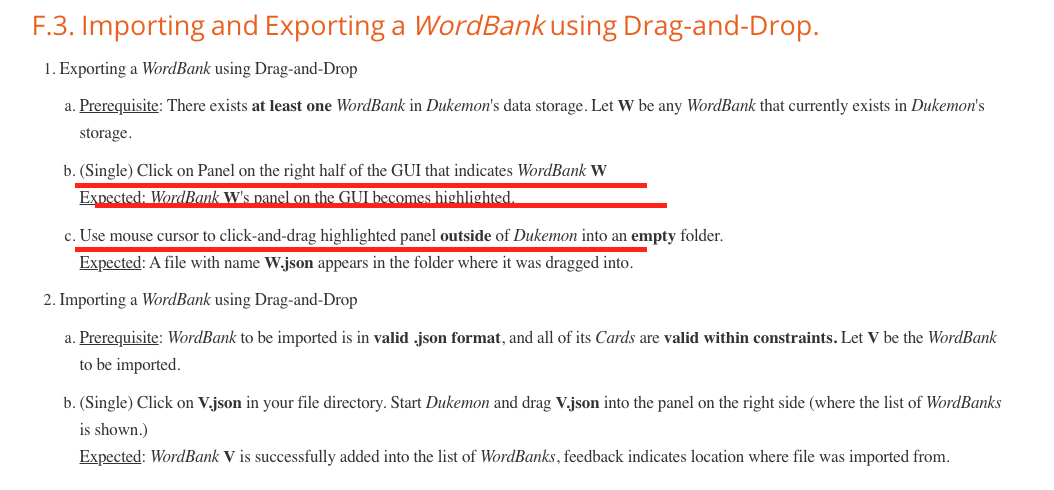 F.3. Importing and Exporting a WordBank using Drag-and-Drop.
1. Exporting a WordBank using Drag-and-Drop
a. Prerequisite: There exists at least one WordBank in Dukemon's data storage. Let W be any WordBank that currently exists in Dukemon's
storage.
b. (Single) Click on Panel on the right half of the GUI that indicates WordBank W
Expected: WordBank W's panel on the GUI becomes highlighted.
c. Use mouse cursor to click-and-drag highlighted panel outside of Dukemon into an empty folder.
Expected: A file with name W.json appears in the folder where it was dragged into.
2. Importing a WordBank using Drag-and-Drop
a. Prerequisite: WordBank to be imported is in valid .json format, and all of its Cards are valid within constraints. Let V be the WordBank
to be imported.
b. (Single) Click on V.json in your file directory. Start Dukemon and drag V.json into the panel on the right side (where the list of WordBanks
is shown.)
Expected: WordBank V is successfully added into the list of WordBanks, feedback indicates location where file was imported from.